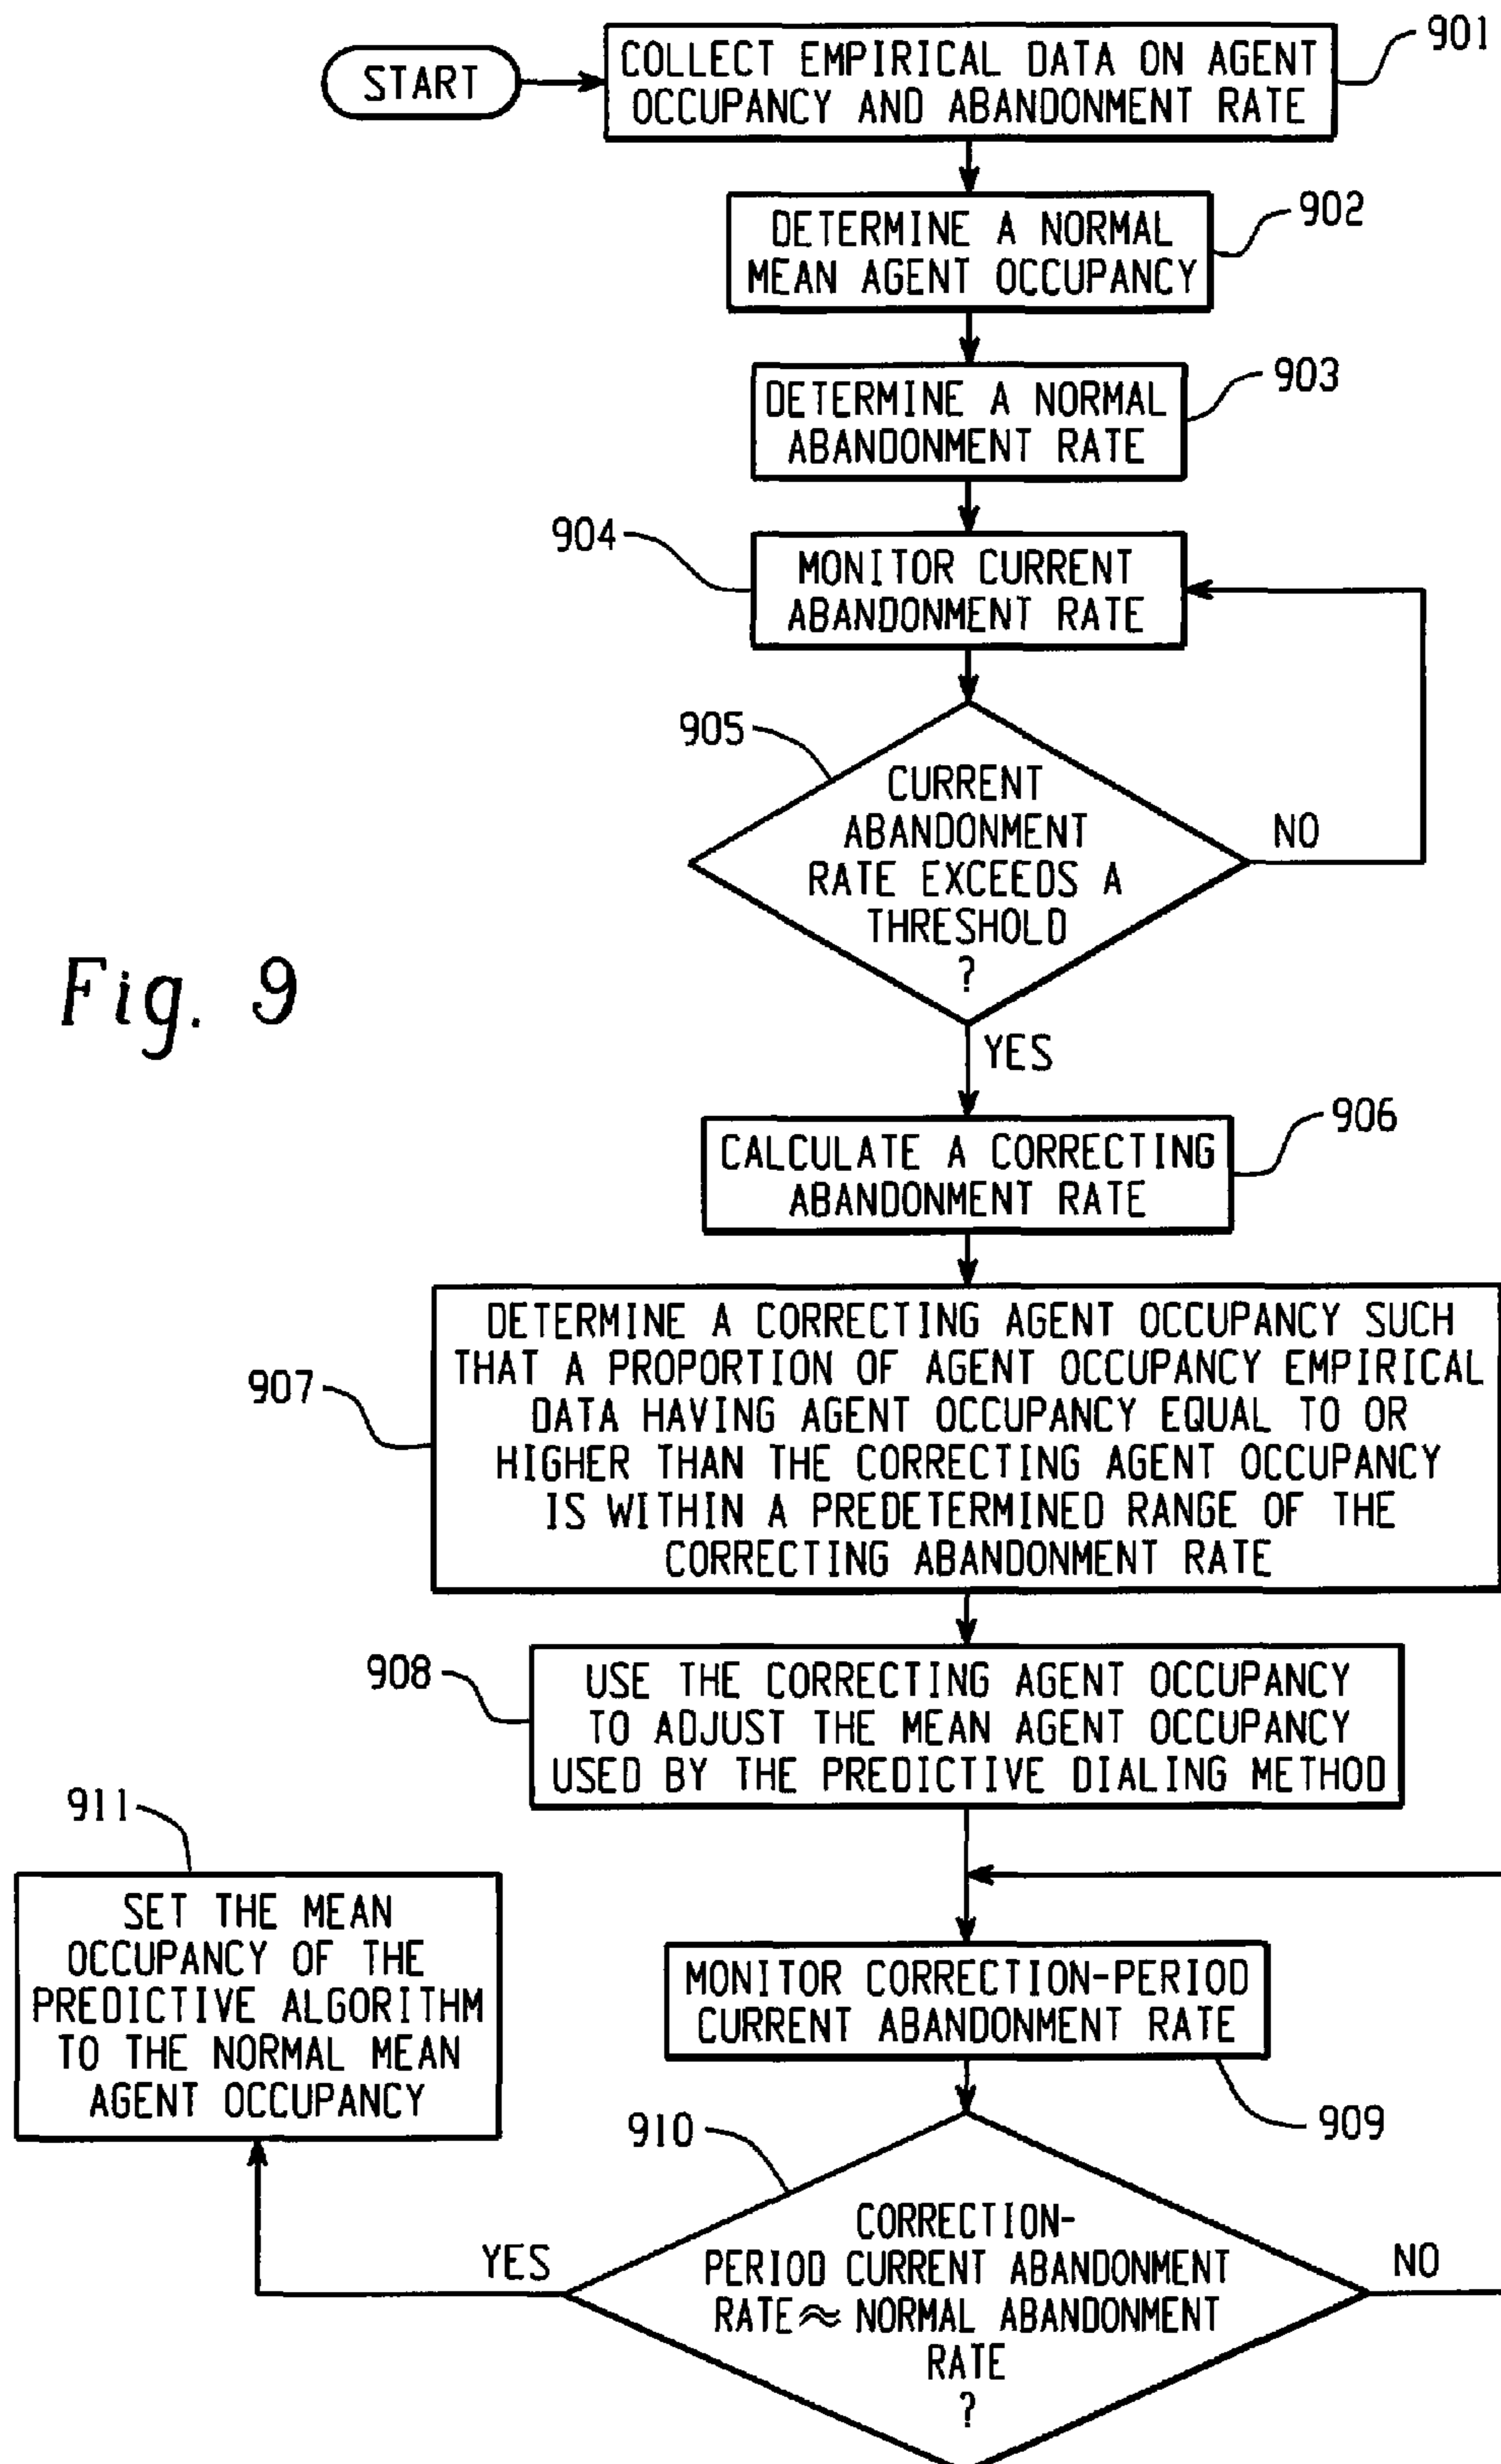 START
COLLECT EMPIRICAL DATA ON AGENT
OCCUPANCY AND ABANDONMENT RATE
901
DETERMINE A NORMAL
MEAN AGENT OCCUPANCY
902
DETERMINE A NORMAL
ABANDONMENT RATE
903
904
MONITOR CURRENT
ABANDONMENT RATE
905
CURRENT
ABANDONMENT
RATE EXCEEDS A
THRESHOLD
?
NO
Fig. 9
YES
CALCULATE A CORRECTING
ABANDONMENT RATE
906
907
DETERMINE A CORRECTING AGENT OCCUPANCY SUCH
THAT A PROPORTION OF AGENT OCCUPANCY EMPIRICAL
DATA HAVING AGENT OCCUPANCY EQUAL TO OR
HIGHER THAN THE CORRECTING AGENT OCCUPANCY
IS WITHIN A PREDETERMINED RANGE OF THE
CORRECTING ABANDONMENT RATE
908
USE THE CORRECTING AGENT OCCUPANCY
TO ADJUST THE MEAN AGENT OCCUPANCY
USED BY THE PREDICTIVE DIALING METHOD
911
SET THE MEAN
OCCUPANCY OF THE
PREDICTIVE ALGORITHM
TO THE NORMAL MEAN
AGENT OCCUPANCY
MONITOR CORRECTION-PERIOD
CURRENT ABANDONMENT RATE
909
910
CORRECTION-
PERIOD CURRENT ABANDONMENT
RATE≈ NORMAL ABANDONMENT
RATE
?
YES
NO